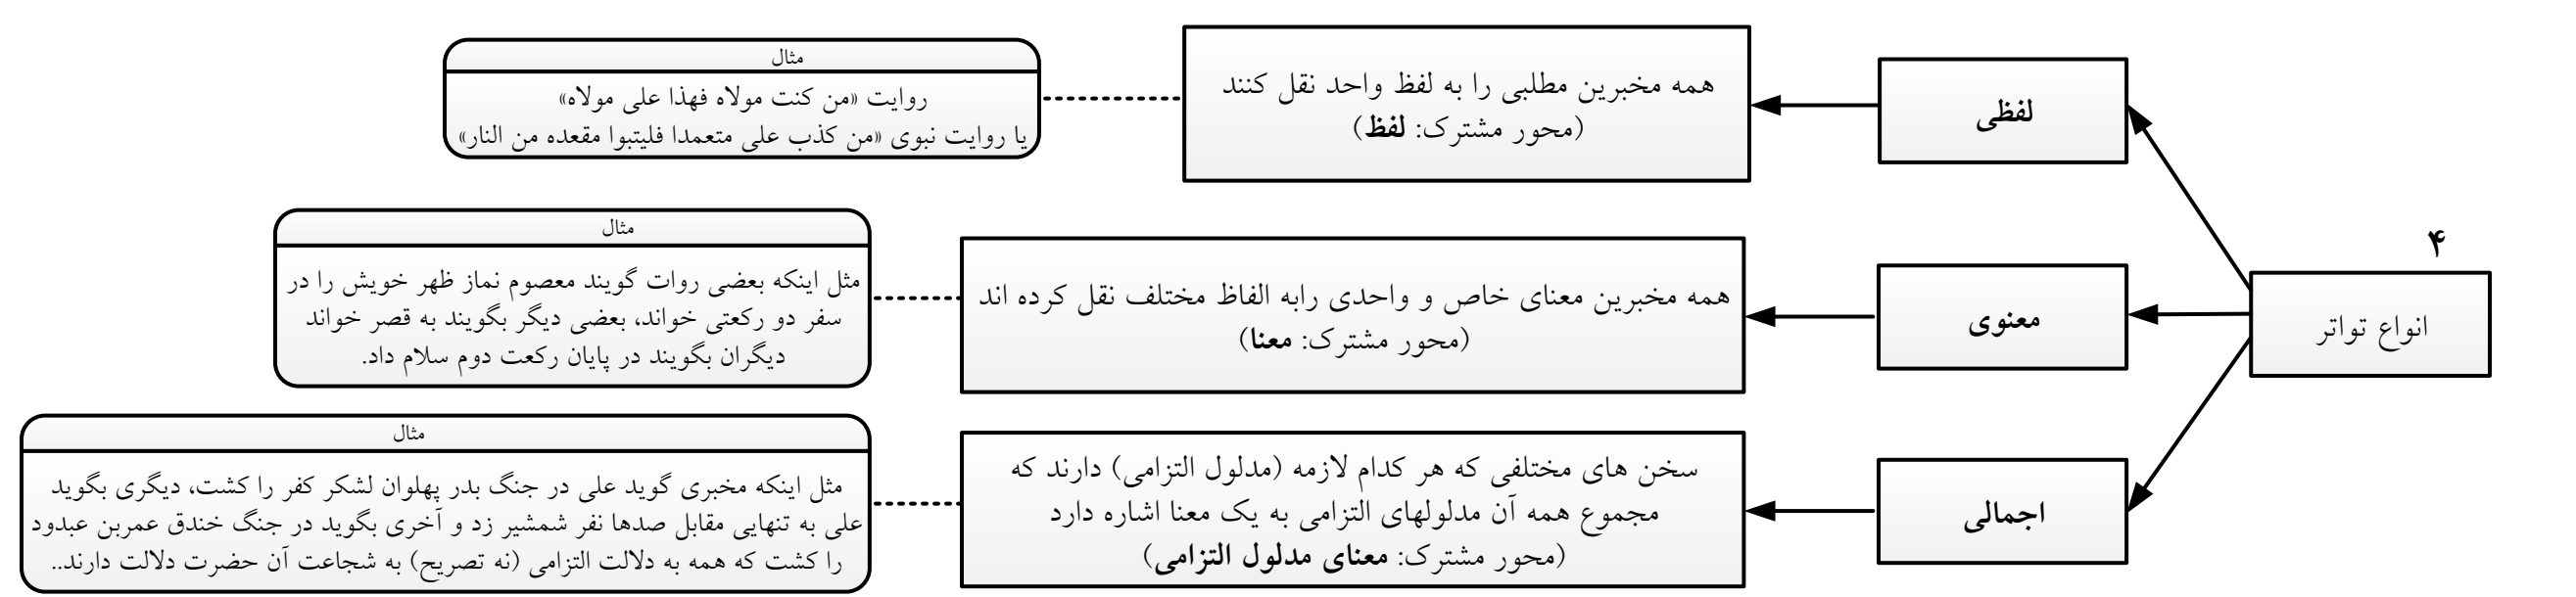 ۴
انواع تواتر
لفظی
همه مخبرین مطلبی را به لفظ واحد نقل کنند
(محور مشترک: لفظ)
مثال
روایت «من کنت مولاه فهذا علی مولاه»
یا روایت نبوی «من کذب علی متعمدا فلیتبوا مقعده من النار»
معنوی
همه مخبرین معنای خاص و واحدی رابه الفاظ مختلف نقل کرده اند
(محور مشترک: معنا)
مثال
مثل اینکه بعضی روات گویند معصوم نماز ظهر خویش را در
سفر دو رکعتی خواند، بعضی دیگر بگویند به قصر خواند
دیگران بگویند در پایان رکعت دوم سلام داد.
اجمالی
سخن های مختلفی که هر کدام لازمه (مدلول التزامی) دارند که
مجموع همه آن مدلولهای التزامی به یک معنا اشاره دارد
(محور مشترک: معنای مدلول التزامی)
مثال
مثل اینکه مخبری گوید علی در جنگ بدر پهلوان لشکر کفر را کشت، دیگری بگوید
علی به تنهایی مقابل صدها نفر شمشیر زد و آخری بگوید در جنگ خندق عمربن عبدود
را کشت که همه به دلالت التزامی (نه تصریح) به شجاعت آن حضرت دلالت دارند..